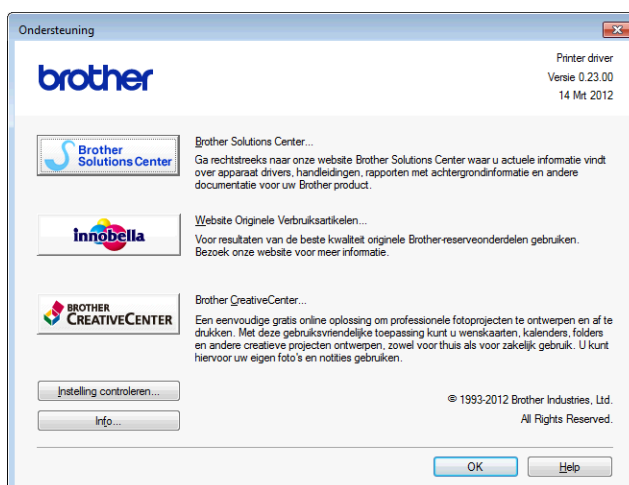 Ondersteuning
brother
Printer driver
Versie 0.23.00
14 Mrt 2012
Brother
Solutions Center
Brother Solutions Center...
Ga rechtstreeks naar onze website Brother Solutions Center waar u actuele informatie vindt
over apparaat drivers, handleidingen, rapporten met achtergrondinformatie en andere
documentatie voor uw Brother product.
innobella
Website Originele Verbruiksartikelen...
Voor resultaten van de beste kwaliteit originele Brother-reserveonderdelen gebruiken.
Bezoek onze website voor meer informatie.
BROTHER
CREATIVECENTER
Brother CreativeCenter...
Een eenvoudige gratis online oplossing om professionele fotoprojecten te ontwerpen en af te
drukken. Met deze gebruiksvriendelijke toepassing kunt u wenskaarten, kalenders, folders
en andere creatieve projecten ontwerpen, zowel voor thuis als voor zakelijk gebruik. U kunt
hiervoor uw eigen foto's en notities gebruiken.
Instelling controleren...
Info...
© 1993-2012 Brother Industries, Ltd.
All Rights Reserved.
OK
Help